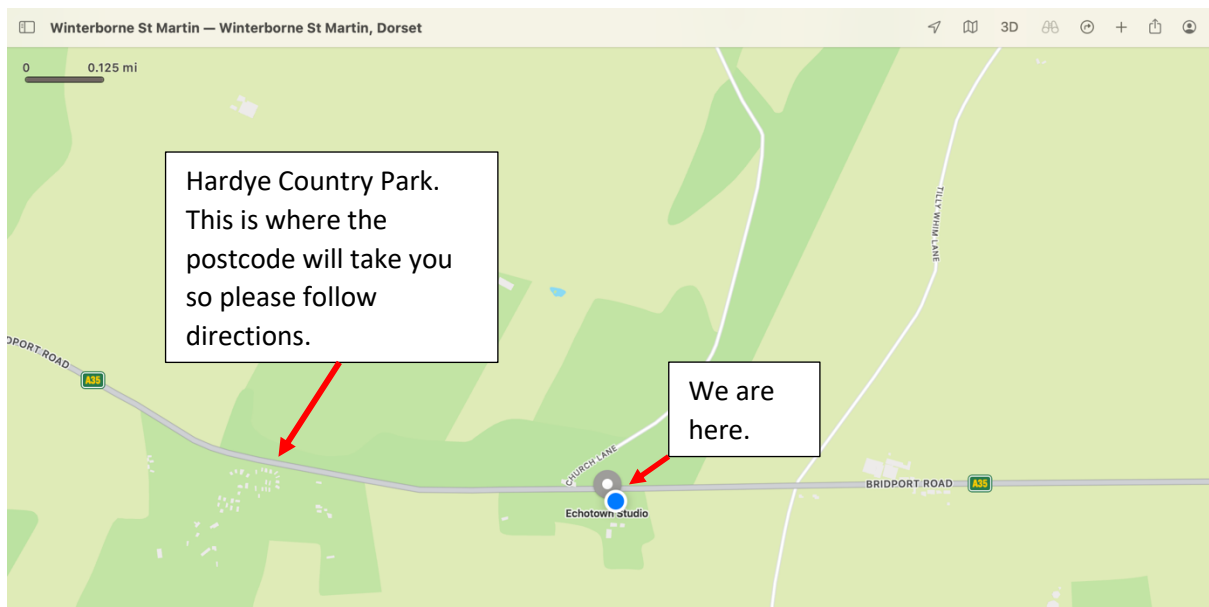 Winterborne St Martin — Winterborne St Martin, Dorset
3D
0 0.125 mi
TILLY WHIM LANE
Hardye Country Park.
This is where the
postcode will take you
so please follow
directions.
DPORT ROAD
A35
We are
here.
CHURCH LANE
BRIDPORT ROAD A35
Echotown Studio